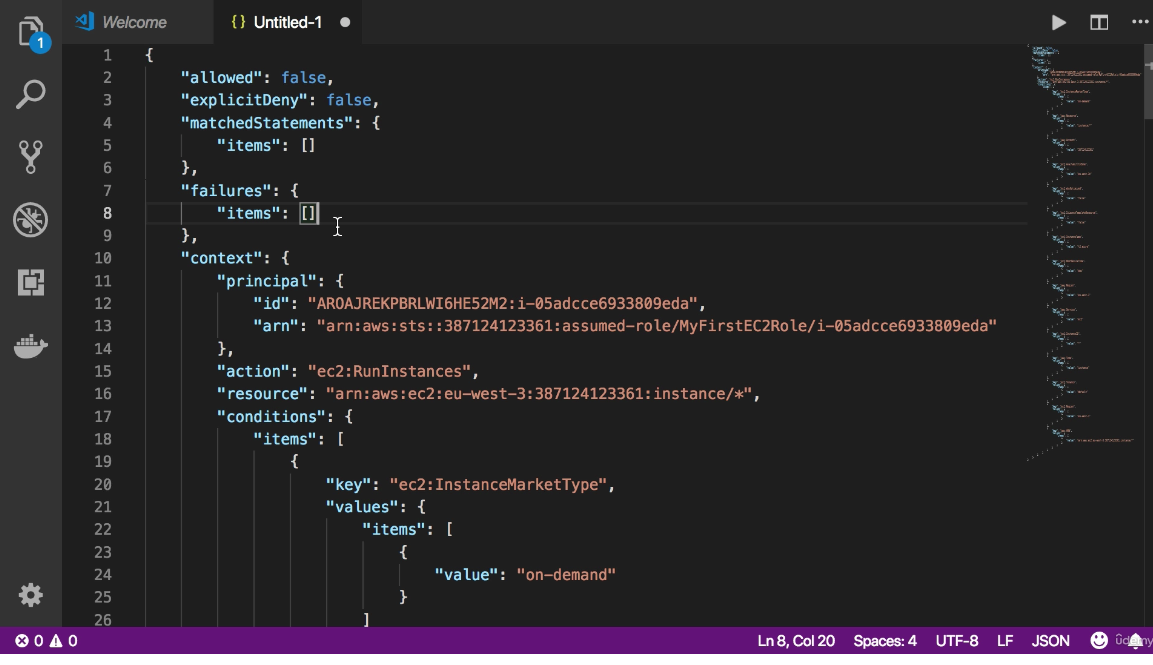 Welcome
{} Untitled-1
1
1 {
2 "allowed": false,
3 "explicitDeny": false,
4 "matchedStatements": {
5 "items": []
6 },
7 "failures": {
8 "items": []
9 },
10 "context": {
11 "principal": {
12 "id": "AROAJREKPBRLWI6HE52M2:i-05adcce6933809eda",
13 "arn": "arn:aws:sts::387124123361:assumed-role/MyFirstEC2Role/i-05adcce6933809eda"
14 },
15 "action": "ec2:RunInstances",
16 "resource": "arn:aws:ec2:eu-west-3:387124123361:instance/*",
17 "conditions": {
18 "items": [
19 {
20 "key": "ec2:InstanceMarketType",
21 "values": {
22 "items": [
23 {
24 "value": "on-demand"
25 }
26 ]
0 0 Ln 8, Col 20 Spaces: 4 UTF-8 LF JSON ûdemy